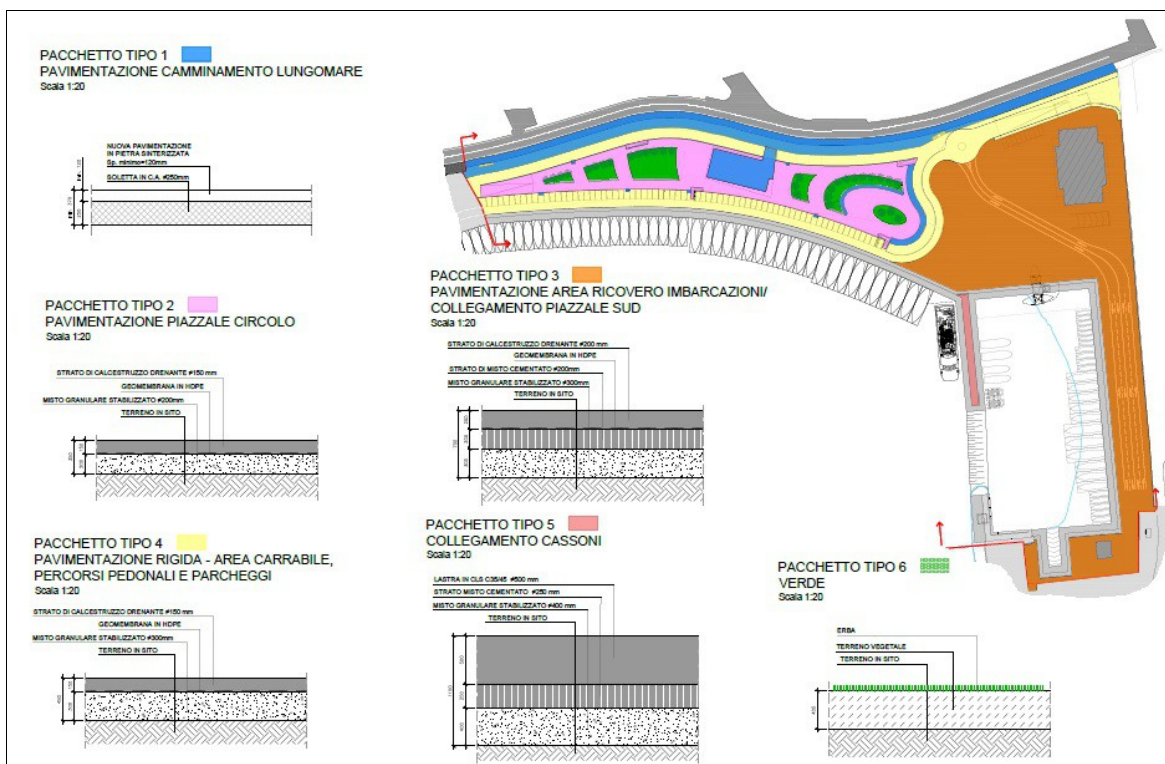 PACCHETTO TIPO 1
PAVIMENTAZIONE CAMMINAMENTO LUNGOMARE
Scala 1:20
NUOVA PAVIMENTAZIONE
IN PIETRA SINTERIZZATA
Sp. minimo=120mm
SOLETTA IN C.A. #250mm
PACCHETTO TIPO 2
PAVIMENTAZIONE PIAZZALE CIRCOLO
Scala 1:20
STRATO DI CALCESTRUZZO DRENANTE #150 mm
GEOMEMBRANA IN HDPE
MISTO GRANULARE STABILIZZATO #200mm
TERRENO IN SITO
PACCHETTO TIPO 3
PAVIMENTAZIONE AREA RICOVERO IMBARCAZIONI/
COLLEGAMENTO PIAZZALE SUD
Scala 1:20
STRATO DI CALCESTRUZZO DRENANTE #200 mm
GEOMEMBRANA IN HDPE
STRATO DI MISTO CEMENTATO #200mm
MISTO GRANULARE STABILIZZATO #300mm
TERRENO IN SITO
PACCHETTO TIPO 4
PAVIMENTAZIONE RIGIDA - AREA CARRABILE,
PERCORSI PEDONALI E PARCHEGGI
Scala 1:20
STRATO DI CALCESTRUZZO DRENANTE #150 mm
GEOMEMBRANA IN HDPE
MISTO GRANULARE STABILIZZATO #300mm
TERRENO IN SITO
PACCHETTO TIPO 5
COLLEGAMENTO CASSONI
Scala 1:20
LASTRA IN CLS C35/45 #500 mm
STRATO MISTO CEMENTATO #250 mm
MISTO GRANULARE STABILIZZATO #400 mm
TERRENO IN SITO
PACCHETTO TIPO 6
VERDE
Scala 1:20
ERBA
TERRENO VEGETALE
TERRENO IN SITO
400